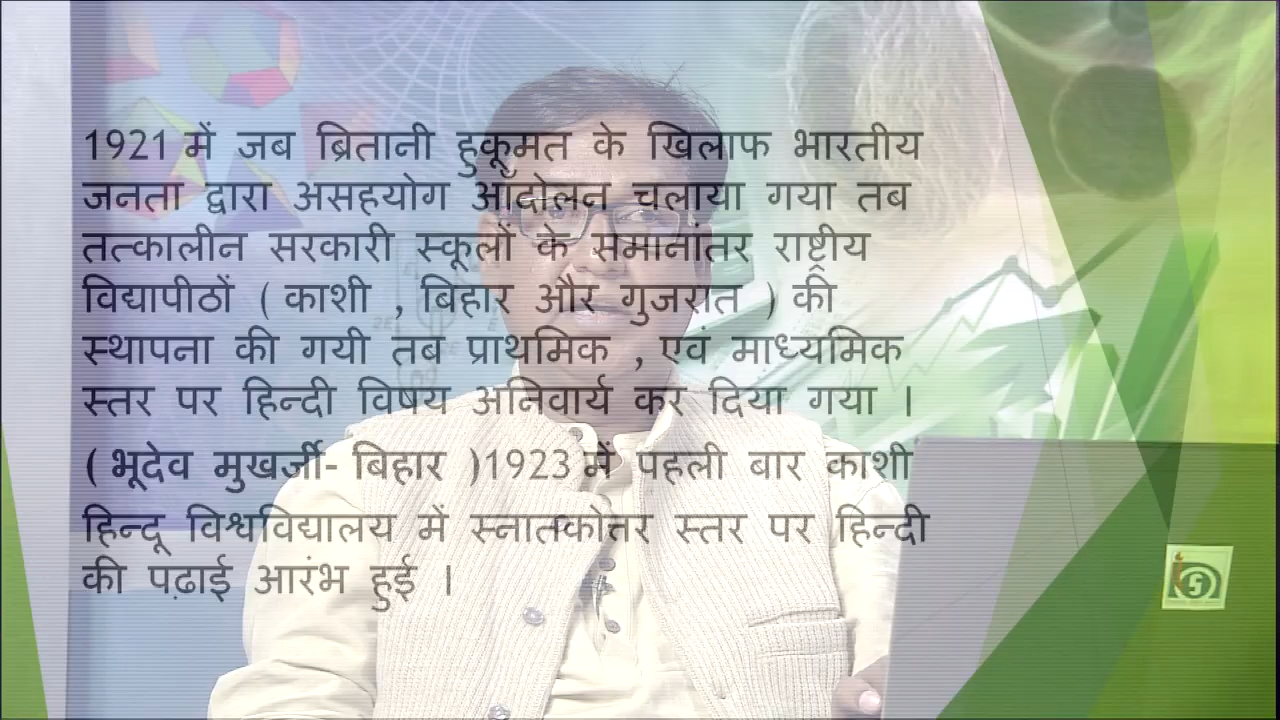 1921 में जब ब्रितानी हुकूमत के खिलाफ भारतीय
जनता द्वारा असहयोग आँदोलन चलाया गया तब
तत्कालीन सरकारी स्कूलों के समानांतर राष्ट्रीय
विद्यापीठों ( काशी , बिहार और गुजरात ) की
स्थापना की गयी तब प्राथमिक , एवं माध्यमिक
स्तर पर हिन्दी विषय अनिवार्य कर दिया गया ।
( भूदेव मुखर्जी- बिहार )1923 में पहली बार काशी
हिन्दू विश्वविद्यालय में स्नातकोत्तर स्तर पर हिन्दी
की पढ़ाई आरंभ हुई ।